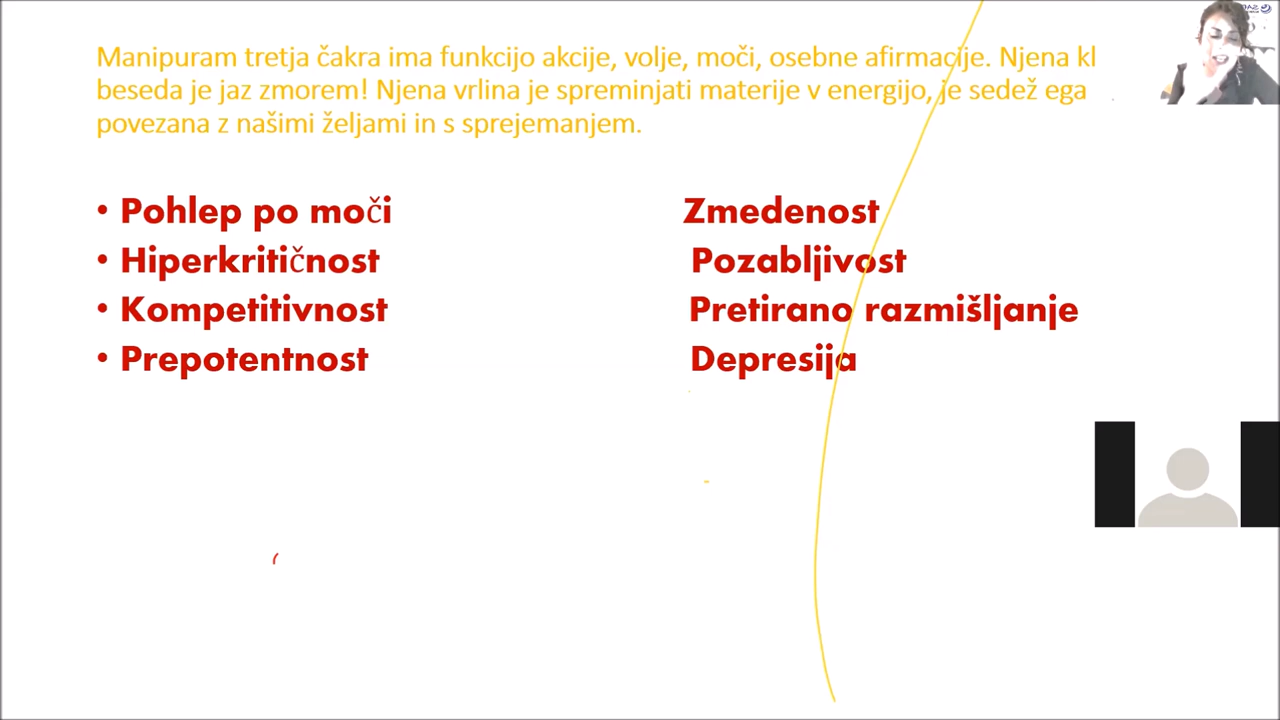 Manipuram tretja čakra ima funkcijo akcije, volje, moči, osebne afirmacije. Njena kl
beseda je jaz zmorem! Njena vrlina je spreminjati materije v energijo, je sedež ega
povezana z našimi željami in s sprejemanjem.
• Pohlep po moči Zmedenost
• Hiperkritičnost Pozabljivost
• Kompetitivnost Pretirano razmišljanje
• Prepotentnost Depresija